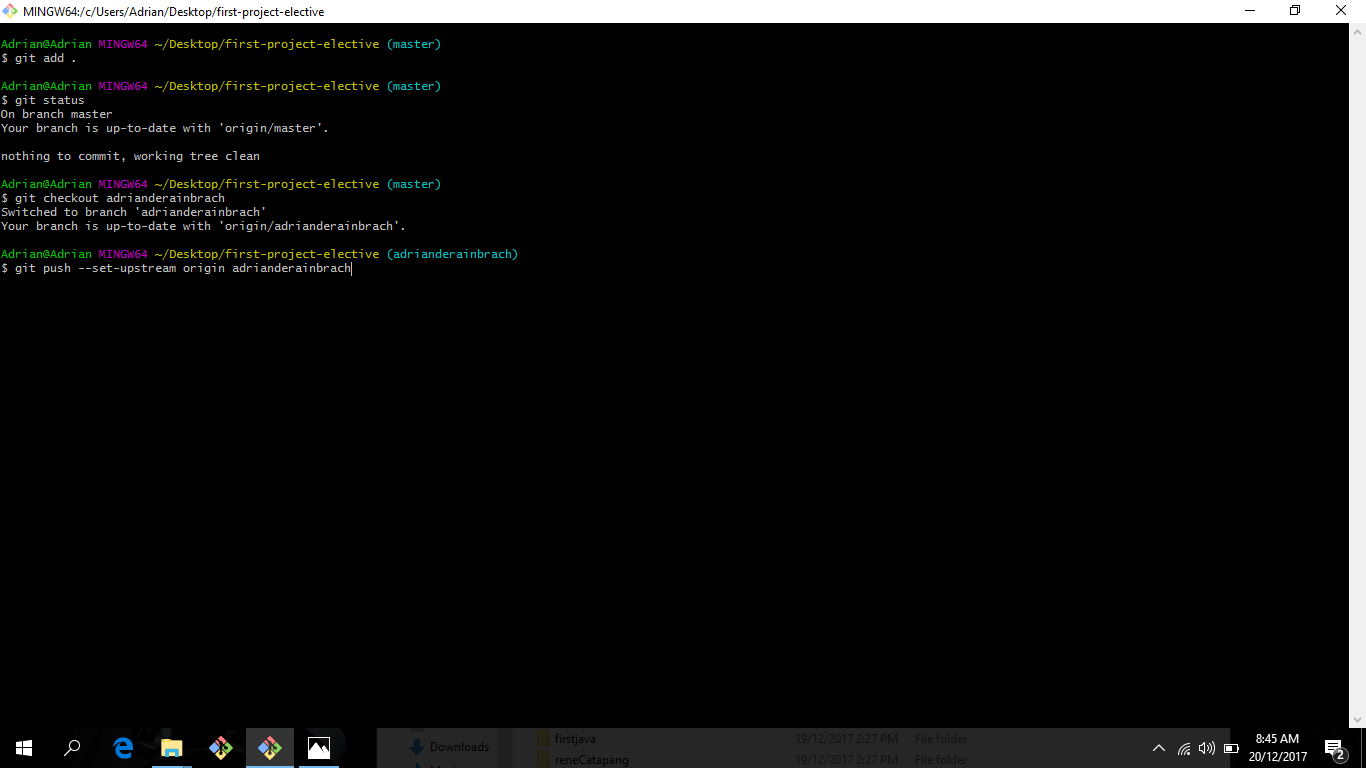 MINGW64:/c/Users/Adrian/Desktop/first-project-elective
Adrian@Adrian MINGW64 ~/Desktop/first-project-elective (master)
$ git add .
Adrian@Adrian MINGW64 ~/Desktop/first-project-elective (master)
$ git status
On branch master
Your branch is up-to-date with 'origin/master'.
nothing to commit, working tree clean
Adrian@Adrian MINGW64 ~/Desktop/first-project-elective (master)
$ git checkout adrianderainbrach
Switched to branch 'adrianderainbrach'
Your branch is up-to-date with 'origin/adrianderainbrach'.
Adrian@Adrian MINGW64 ~/Desktop/first-project-elective (adrianderainbrach)
$ git push --set-upstream origin adrianderainbrach
Downloads
firstjava 19/12/2017 2:27 PM File folder
reneCatapang 19/12/2017 2:27 PM File folder
8:45 AM
20/12/2017
2